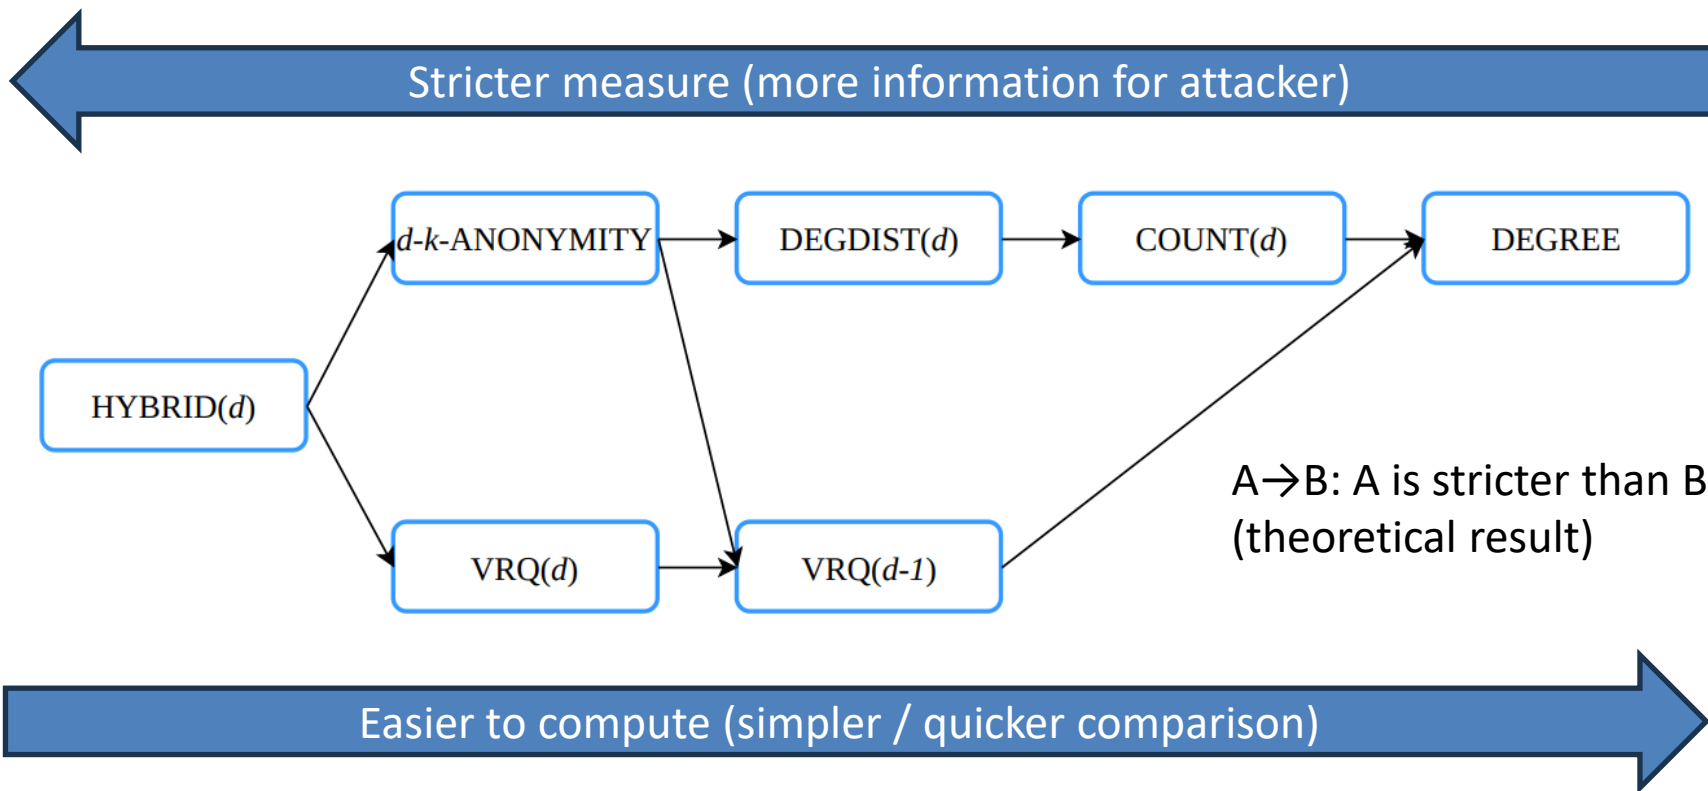 Stricter measure (more information for attacker)
d-k-ANONYMITY
DEGDIST(d)
COUNT(d)
DEGREE
HYBRID(d)
A→B: A is stricter than B
(theoretical result)
VRQ(d)
VRQ(d-1)
Easier to compute (simpler / quicker comparison)